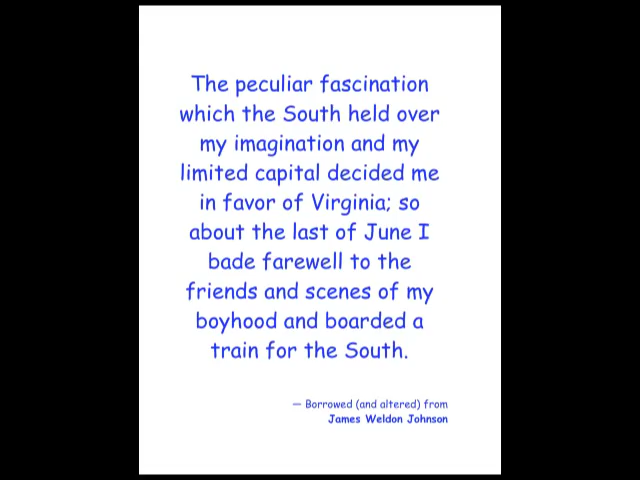 The peculiar fascination
which the South held over
my imagination and my
limited capital decided me
in favor of Virginia; so
about the last of June I
bade farewell to the
friends and scenes of my
boyhood and boarded a
train for the South.
— Borrowed (and altered) from
James Weldon Johnson